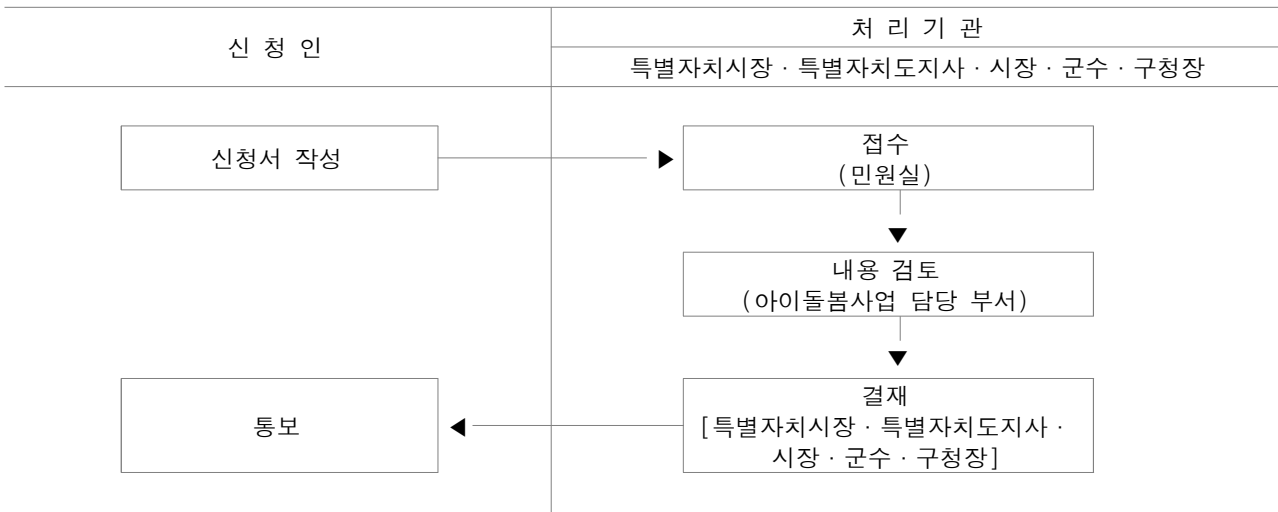 신 청 인
처 리 기 관
특별자치시장 · 특별자치도지사 · 시장 · 군수 · 구청장
신청서 작성
접수
(민원실)
내용 검토
(아이돌봄사업 담당 부서)
통보
결재
[특별자치시장 · 특별자치도지사 ·
시장 · 군수 · 구청장]